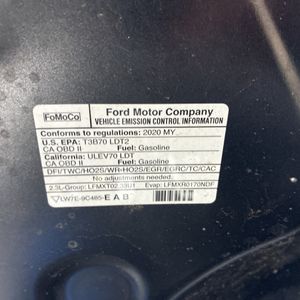 FoMoCo
Ford Motor Company
VEHICLE EMISSION CONTROL INFORMATION
Conforms to regulations: 2020 MY
U.S. EPA: T3B70 LDT2
CA OBD II Fuel: Gasoline
California: ULEV70 LDT
CA OBD II Fuel: Gasoline
DFI/TWC/HO2S/WR-HO2S/EGR/EGRC/TC/CAC
No adjustments needed.
2.3L-Group: Evap: LFMXR0170NDF
LW7E-9C485-E A B